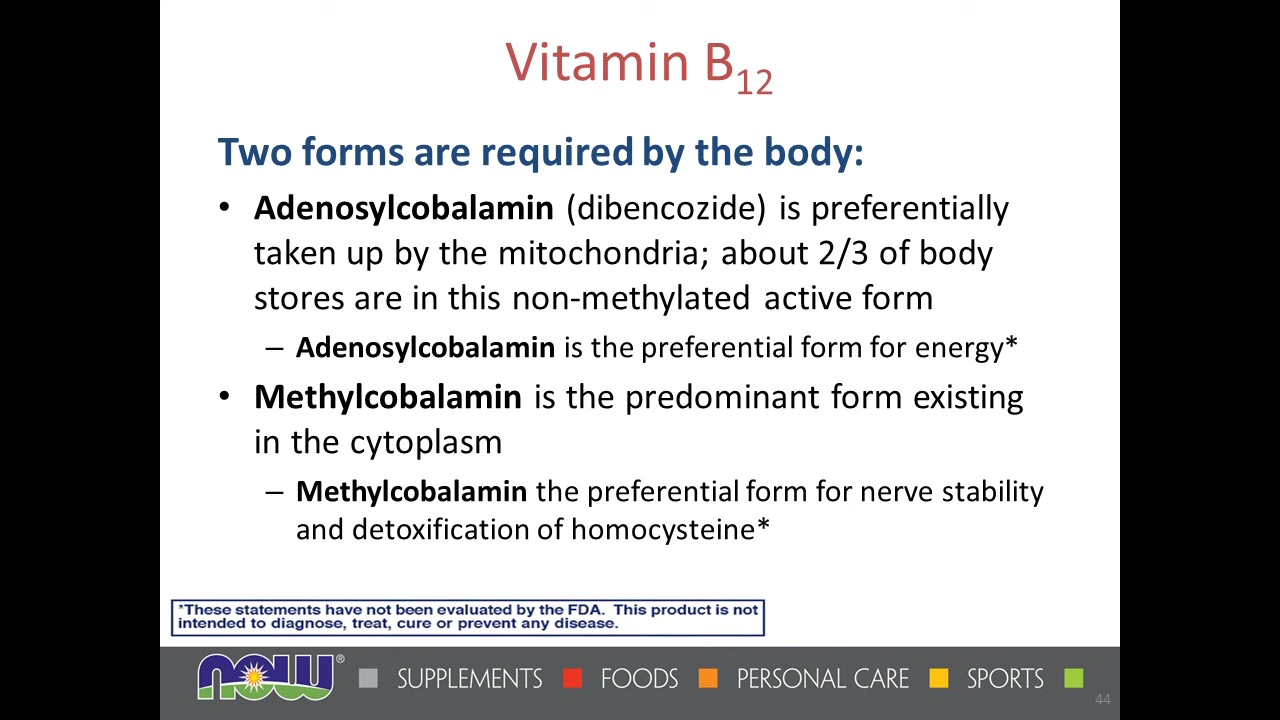 Vitamin B12
Two forms are required by the body:
• Adenosylcobalamin (dibencozide) is preferentially
taken up by the mitochondria; about 2/3 of body
stores are in this non-methylated active form
– Adenosylcobalamin is the preferential form for energy*
• Methylcobalamin is the predominant form existing
in the cytoplasm
– Methylcobalamin the preferential form for nerve stability
and detoxification of homocysteine*
*These statements have not been evaluated by the FDA. This product is not
intended to diagnose, treat, cure or prevent any disease.
NOW® SUPPLEMENTS FOODS PERSONAL CARE SPORTS
44